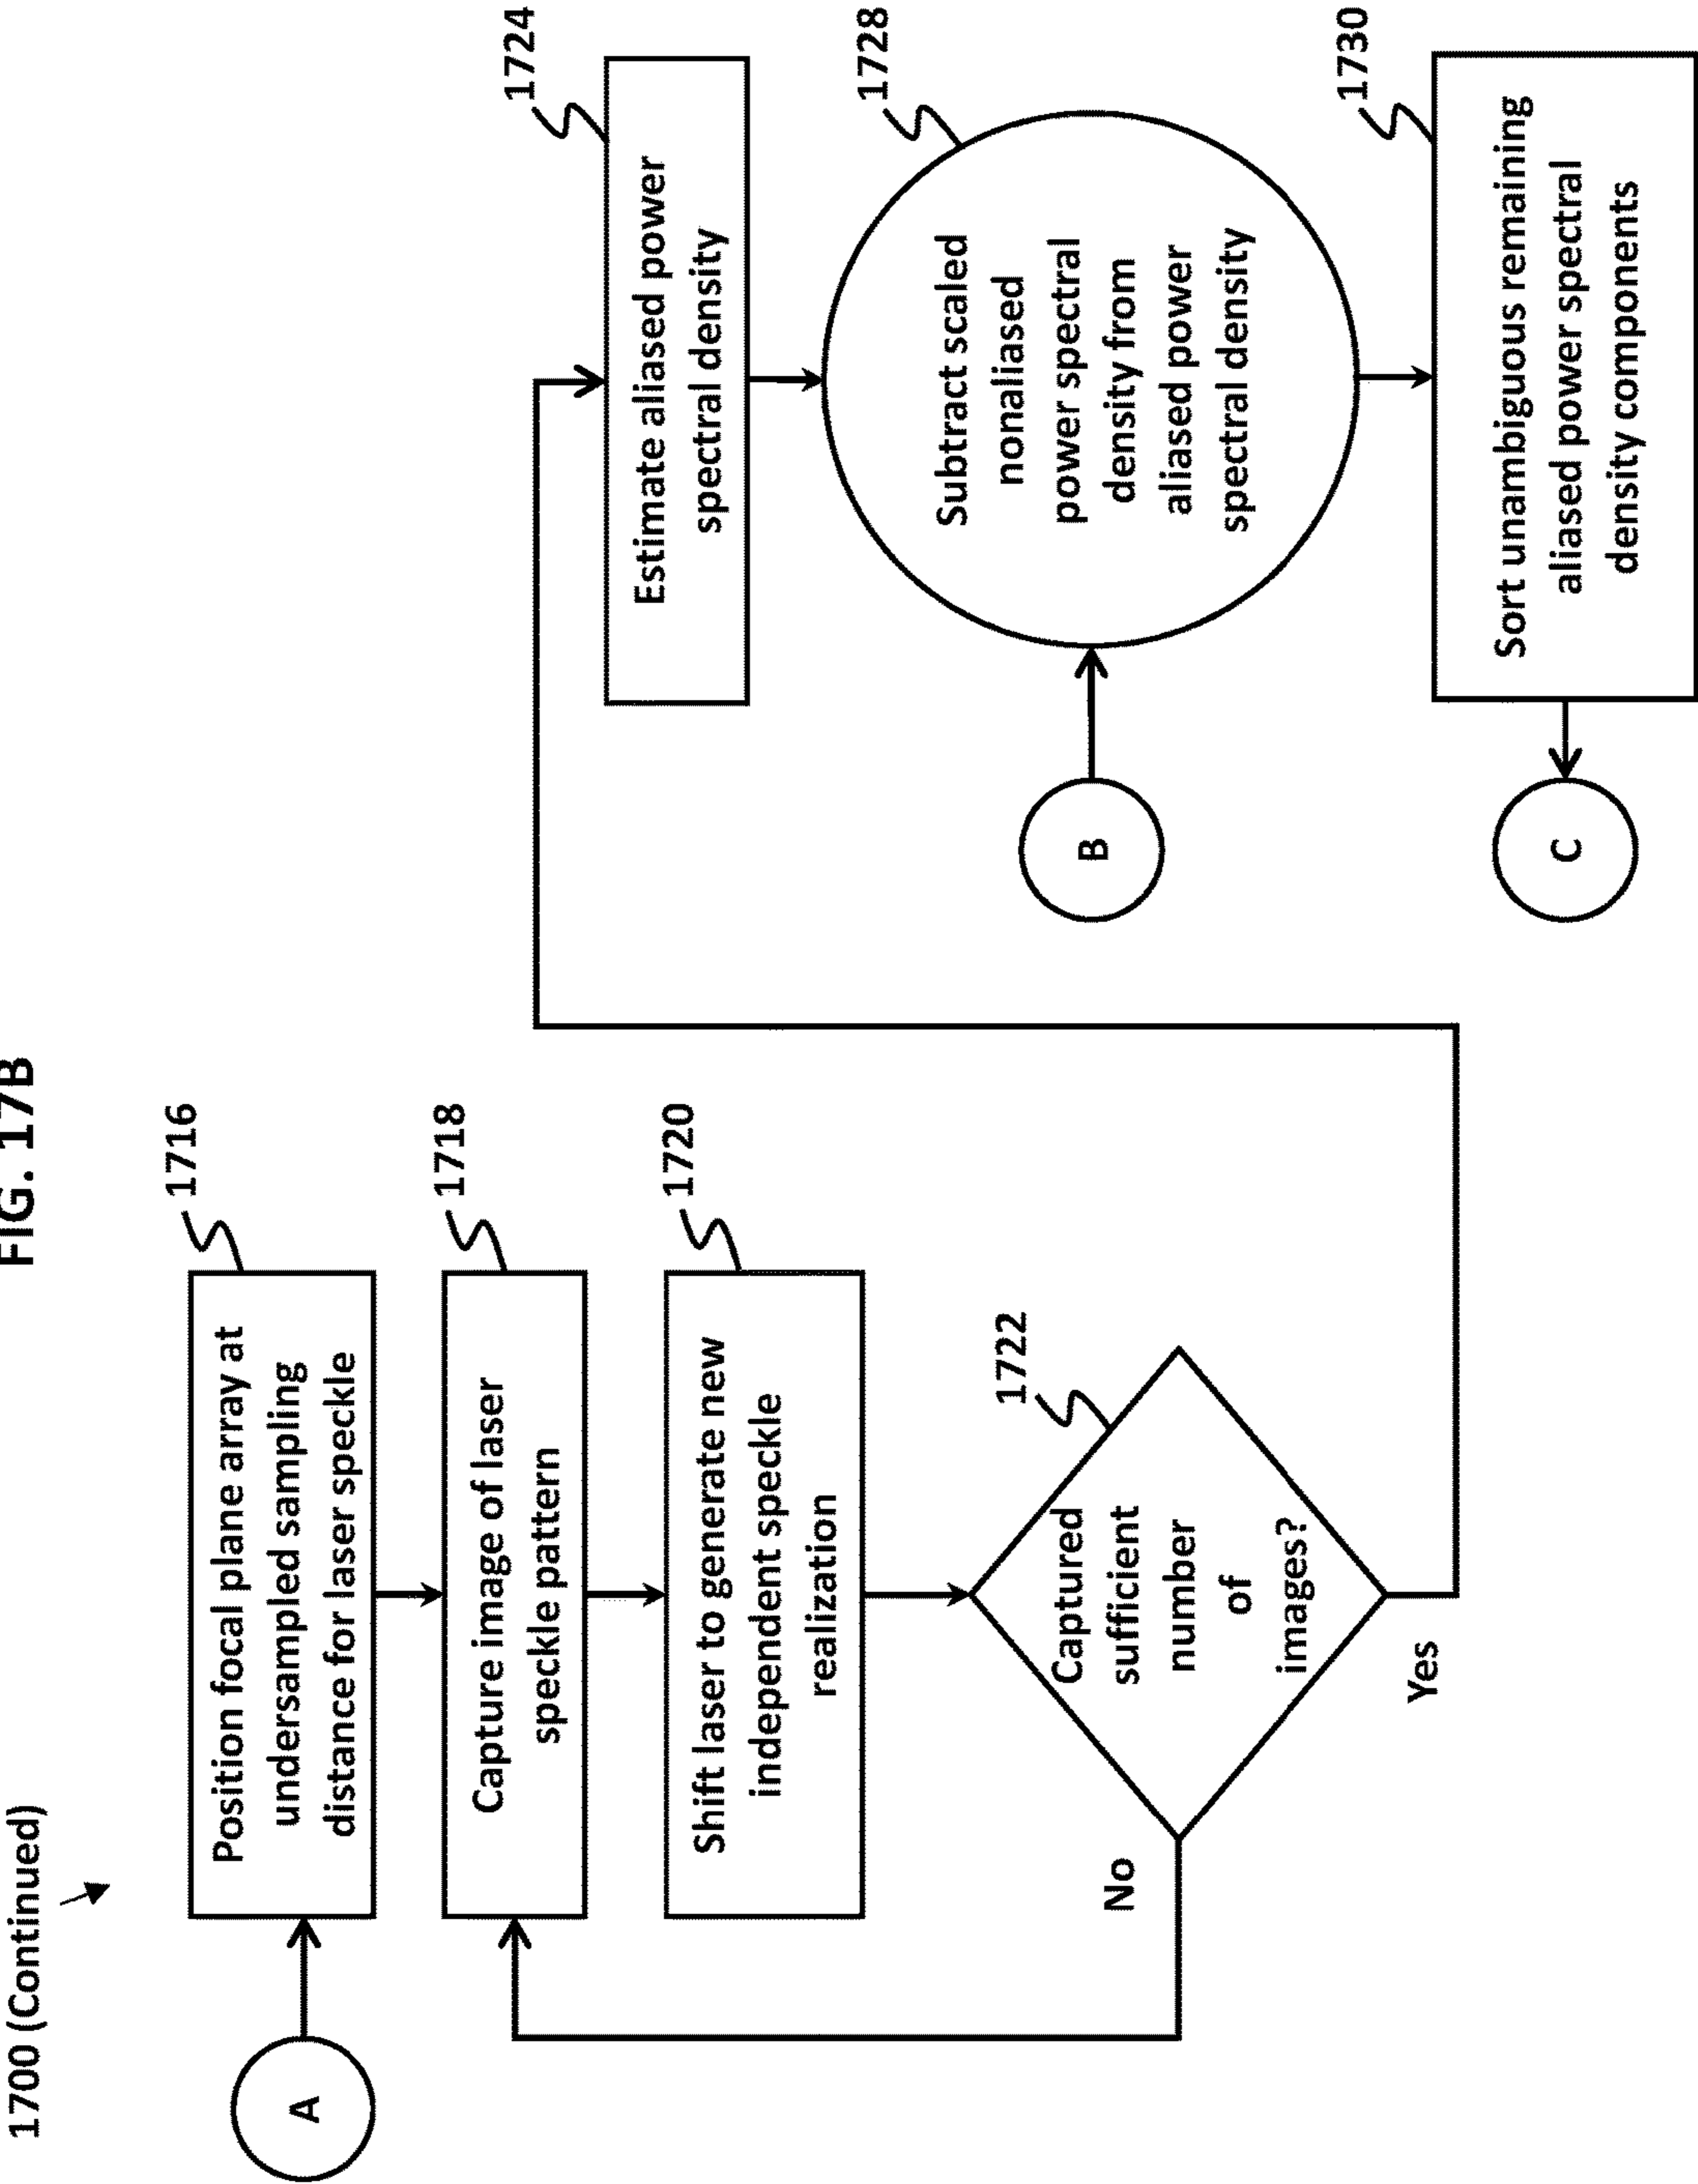 1700 (Continued)
FIG. 17B
A
Position focal plane array at
undersampled sampling
distance for laser speckle
1716
Capture image of laser
speckle pattern
1718
Shift laser to generate new
independent speckle
realization
1720
Captured
sufficient
number
of
images?
1722
No
Yes
Estimate aliased power
spectral density
1724
B
Subtract scaled
nonaliased
power spectral
density from
aliased power
spectral density
1728
Sort unambiguous remaining
aliased power spectral
density components
1730
C